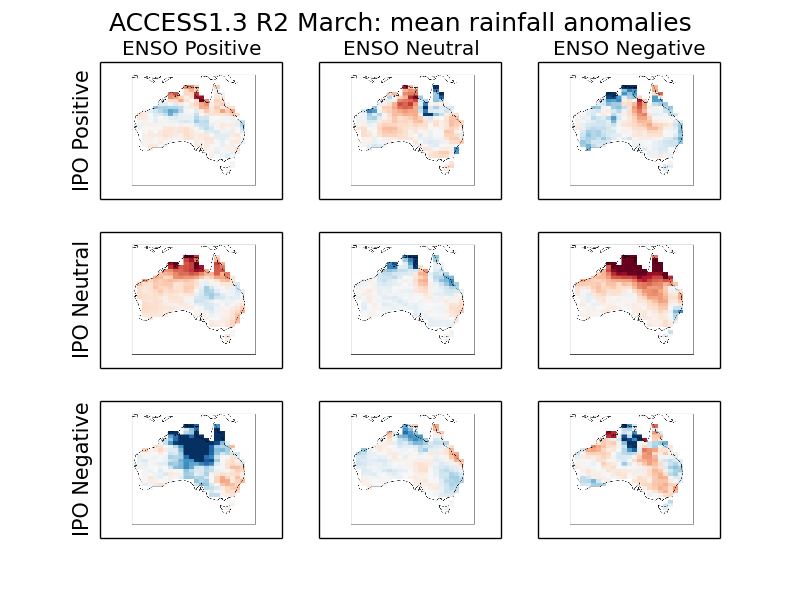 ACCESS1.3 R2 March: mean rainfall anomalies
ENSO Positive
ENSO Neutral
ENSO Negative
IPO Positive
IPO Neutral
IPO Negative